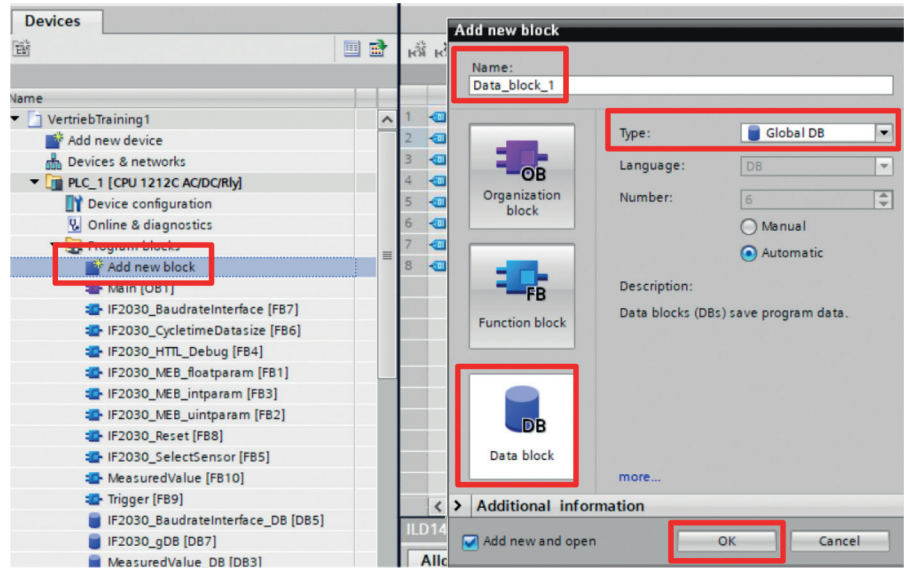 Devices
Name
VertriebTraining1
Add new device
Devices & networks
PLC_1 [CPU 1212C AC/DC/Rly]
Device configuration
Online & diagnostics
Program blocks
Add new block
Main [OB1]
IF2030_BaudrateInterface [FB7]
IF2030_CycletimeDatasize [FB6]
IF2030_HTTL_Debug [FB4]
IF2030_MEB_floatparam [FB1]
IF2030_MEB_intparam [FB3]
IF2030_MEB_uintparam [FB2]
IF2030_Reset [FB8]
IF2030_SelectSensor [FB5]
MeasuredValue [FB10]
Trigger [FB9]
IF2030_BaudrateInterface_DB [DB5]
IF2030_gDB [DB7]
MeasuredValue_DB [DB3]
1
2
3
4
5
6
7
8
ILD14
Add new block
Name:
Data_block_1
OB
Organization
block
FB
Function block
DB
Data block
Type:
Global DB
Language:
DB
Number:
6
Manual
Automatic
Description:
Data blocks (DBs) save program data.
more...
Additional information
Add new and open
OK
Cancel